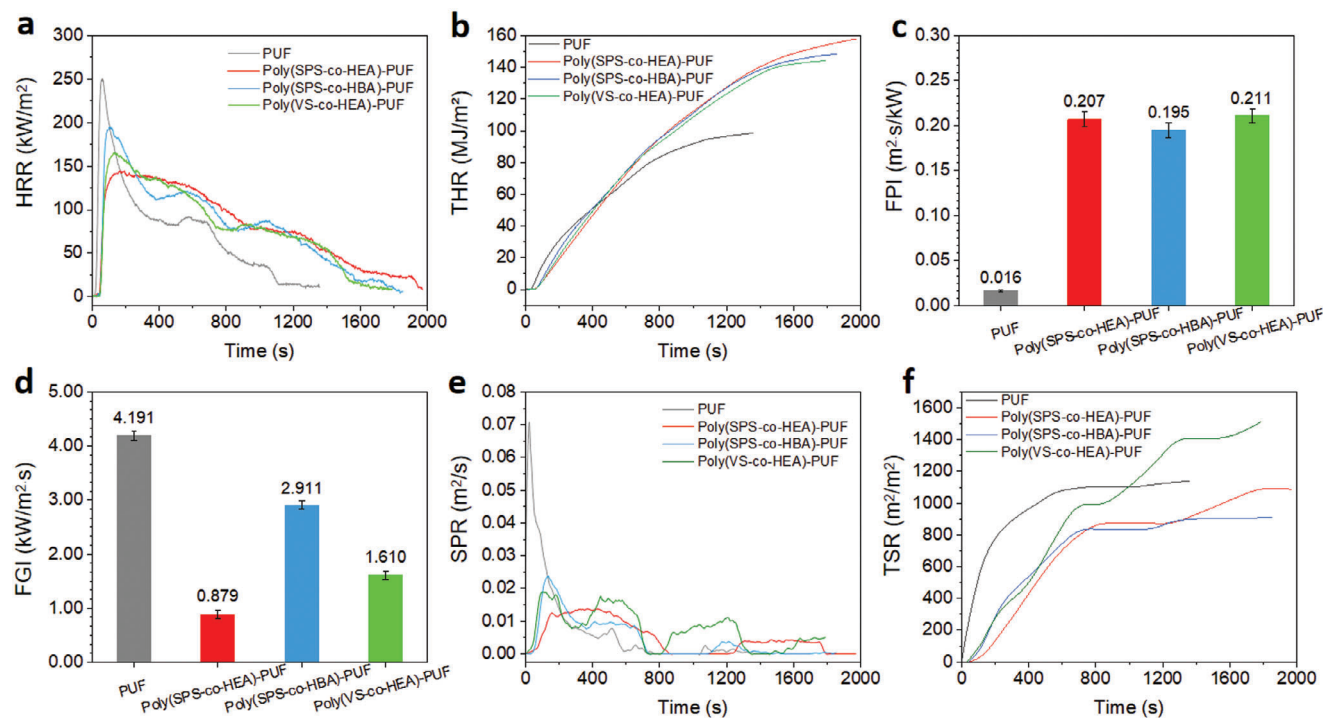 a
HRR (kW/m²)
300
250
200
150
100
50
0
PUF
Poly(SPS-co-HEA)-PUF
Poly(SPS-co-HBA)-PUF
Poly(VS-co-HEA)-PUF
0 400 800 1200 1600 2000
Time (s)
b
THR (MJ/m²)
160
140
120
100
80
60
40
20
0
PUF
Poly(SPS-co-HEA)-PUF
Poly(SPS-co-HBA)-PUF
Poly(VS-co-HEA)-PUF
0 400 800 1200 1600 2000
Time (s)
c
FPI (m²·s/kW)
0.30
0.25
0.20
0.15
0.10
0.05
0.00
0.016
0.207
0.195
0.211
PUF
Poly(SPS-co-HEA)-PUF
Poly(SPS-co-HBA)-PUF
Poly(VS-co-HEA)-PUF
d
FGI (kW/m²·s)
5.00
4.00
3.00
2.00
1.00
0.00
4.191
0.879
2.911
1.610
PUF
Poly(SPS-co-HEA)-PUF
Poly(SPS-co-HBA)-PUF
Poly(VS-co-HEA)-PUF
e
SPR (m²/s)
0.08
0.07
0.06
0.05
0.04
0.03
0.02
0.01
0.00
PUF
Poly(SPS-co-HEA)-PUF
Poly(SPS-co-HBA)-PUF
Poly(VS-co-HEA)-PUF
0 400 800 1200 1600 2000
Time (s)
f
TSR (m²/m²)
1600
1400
1200
1000
800
600
400
200
0
PUF
Poly(SPS-co-HEA)-PUF
Poly(SPS-co-HBA)-PUF
Poly(VS-co-HEA)-PUF
0 400 800 1200 1600 2000
Time (s)